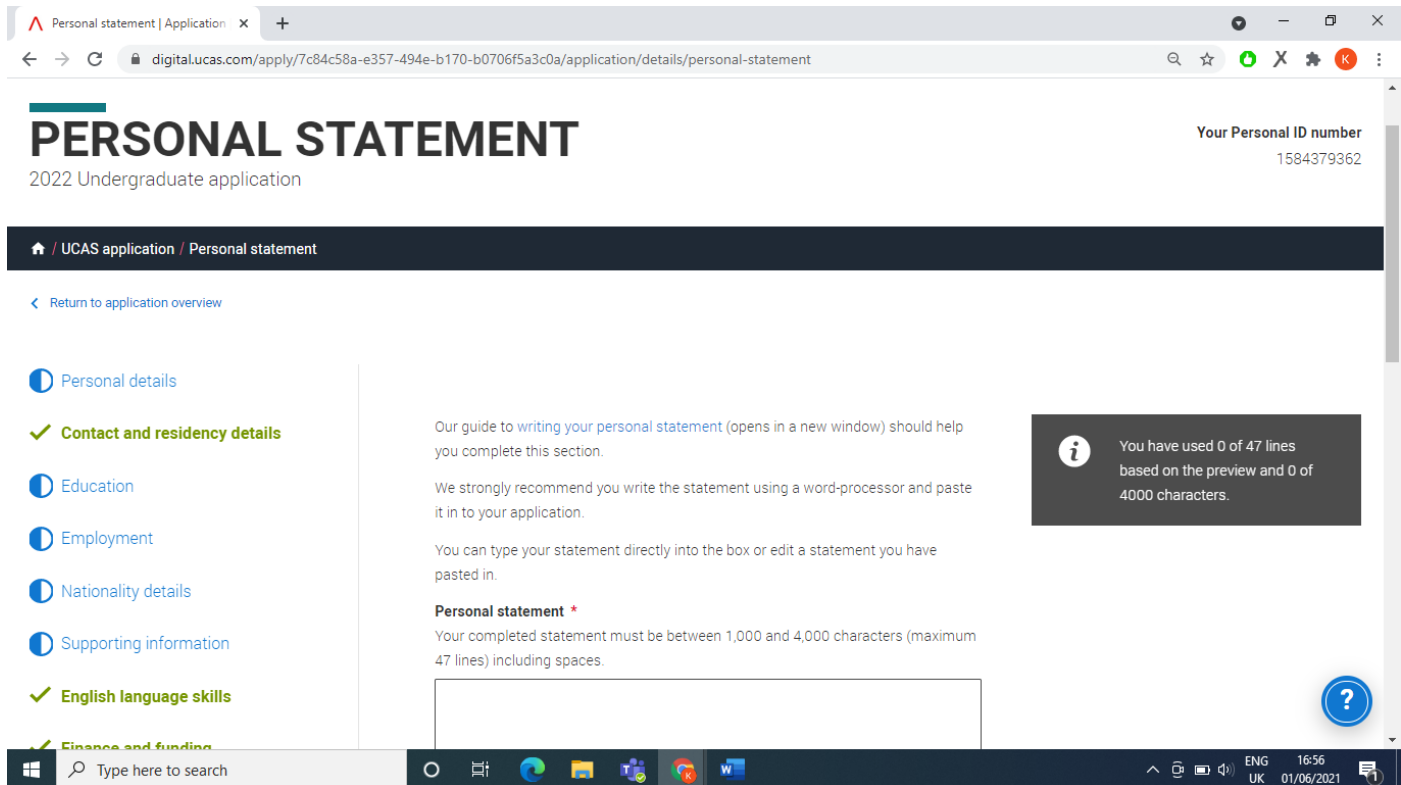 Personal statement | Application
digital.ucas.com/apply/7c84c58a-e357-494e-b170-b0706f5a3c0a/application/details/personal-statement
K
PERSONAL STATEMENT
2022 Undergraduate application
Your Personal ID number
1584379362
/ UCAS application / Personal statement
Return to application overview
Personal details
Contact and residency details
Education
Employment
Nationality details
Supporting information
English language skills
Finance and funding
Our guide to writing your personal statement (opens in a new window) should help
you complete this section.
We strongly recommend you write the statement using a word-processor and paste
it in to your application.
You can type your statement directly into the box or edit a statement you have
pasted in.
Personal statement *
Your completed statement must be between 1,000 and 4,000 characters (maximum
47 lines) including spaces.
i
You have used 0 of 47 lines
based on the preview and 0 of
4000 characters.
?
Type here to search
ENG
UK
16:56
01/06/2021
1